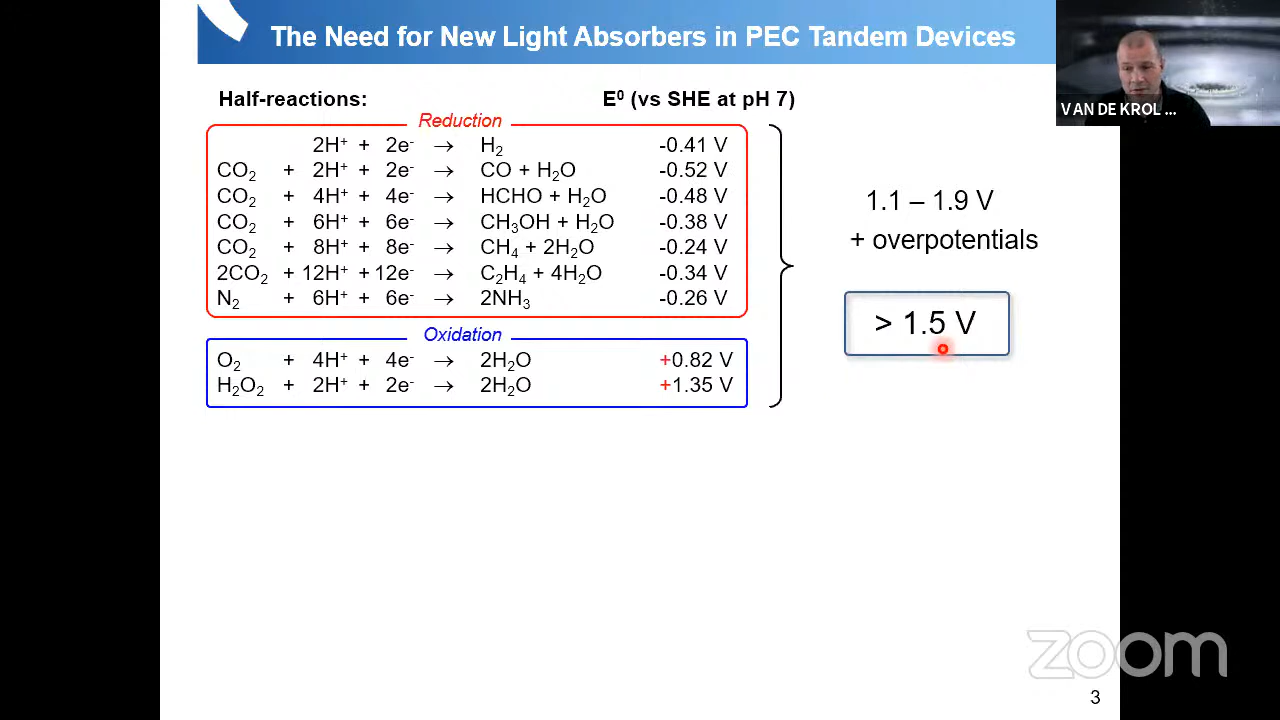 The Need for New Light Absorbers in PEC Tandem Devices
V AN DE KROL ...
Half-reactions: E⁰ (vs SHE at pH 7)
Reduction
2H⁺ + 2e⁻ → H₂ -0.41 V
CO₂ + 2H⁺ + 2e⁻ → CO + H₂O -0.52 V
CO₂ + 4H⁺ + 4e⁻ → HCHO + H₂O -0.48 V
CO₂ + 6H⁺ + 6e⁻ → CH₃OH + H₂O -0.38 V
CO₂ + 8H⁺ + 8e⁻ → CH₄ + 2H₂O -0.24 V
2CO₂ + 12H⁺ + 12e⁻ → C₂H₄ + 4H₂O -0.34 V
N₂ + 6H⁺ + 6e⁻ → 2NH₃ -0.26 V
Oxidation
O₂ + 4H⁺ + 4e⁻ → 2H₂O +0.82 V
H₂O₂ + 2H⁺ + 2e⁻ → 2H₂O +1.35 V
1.1 – 1.9 V
+ overpotentials
> 1.5 V
zoom
3